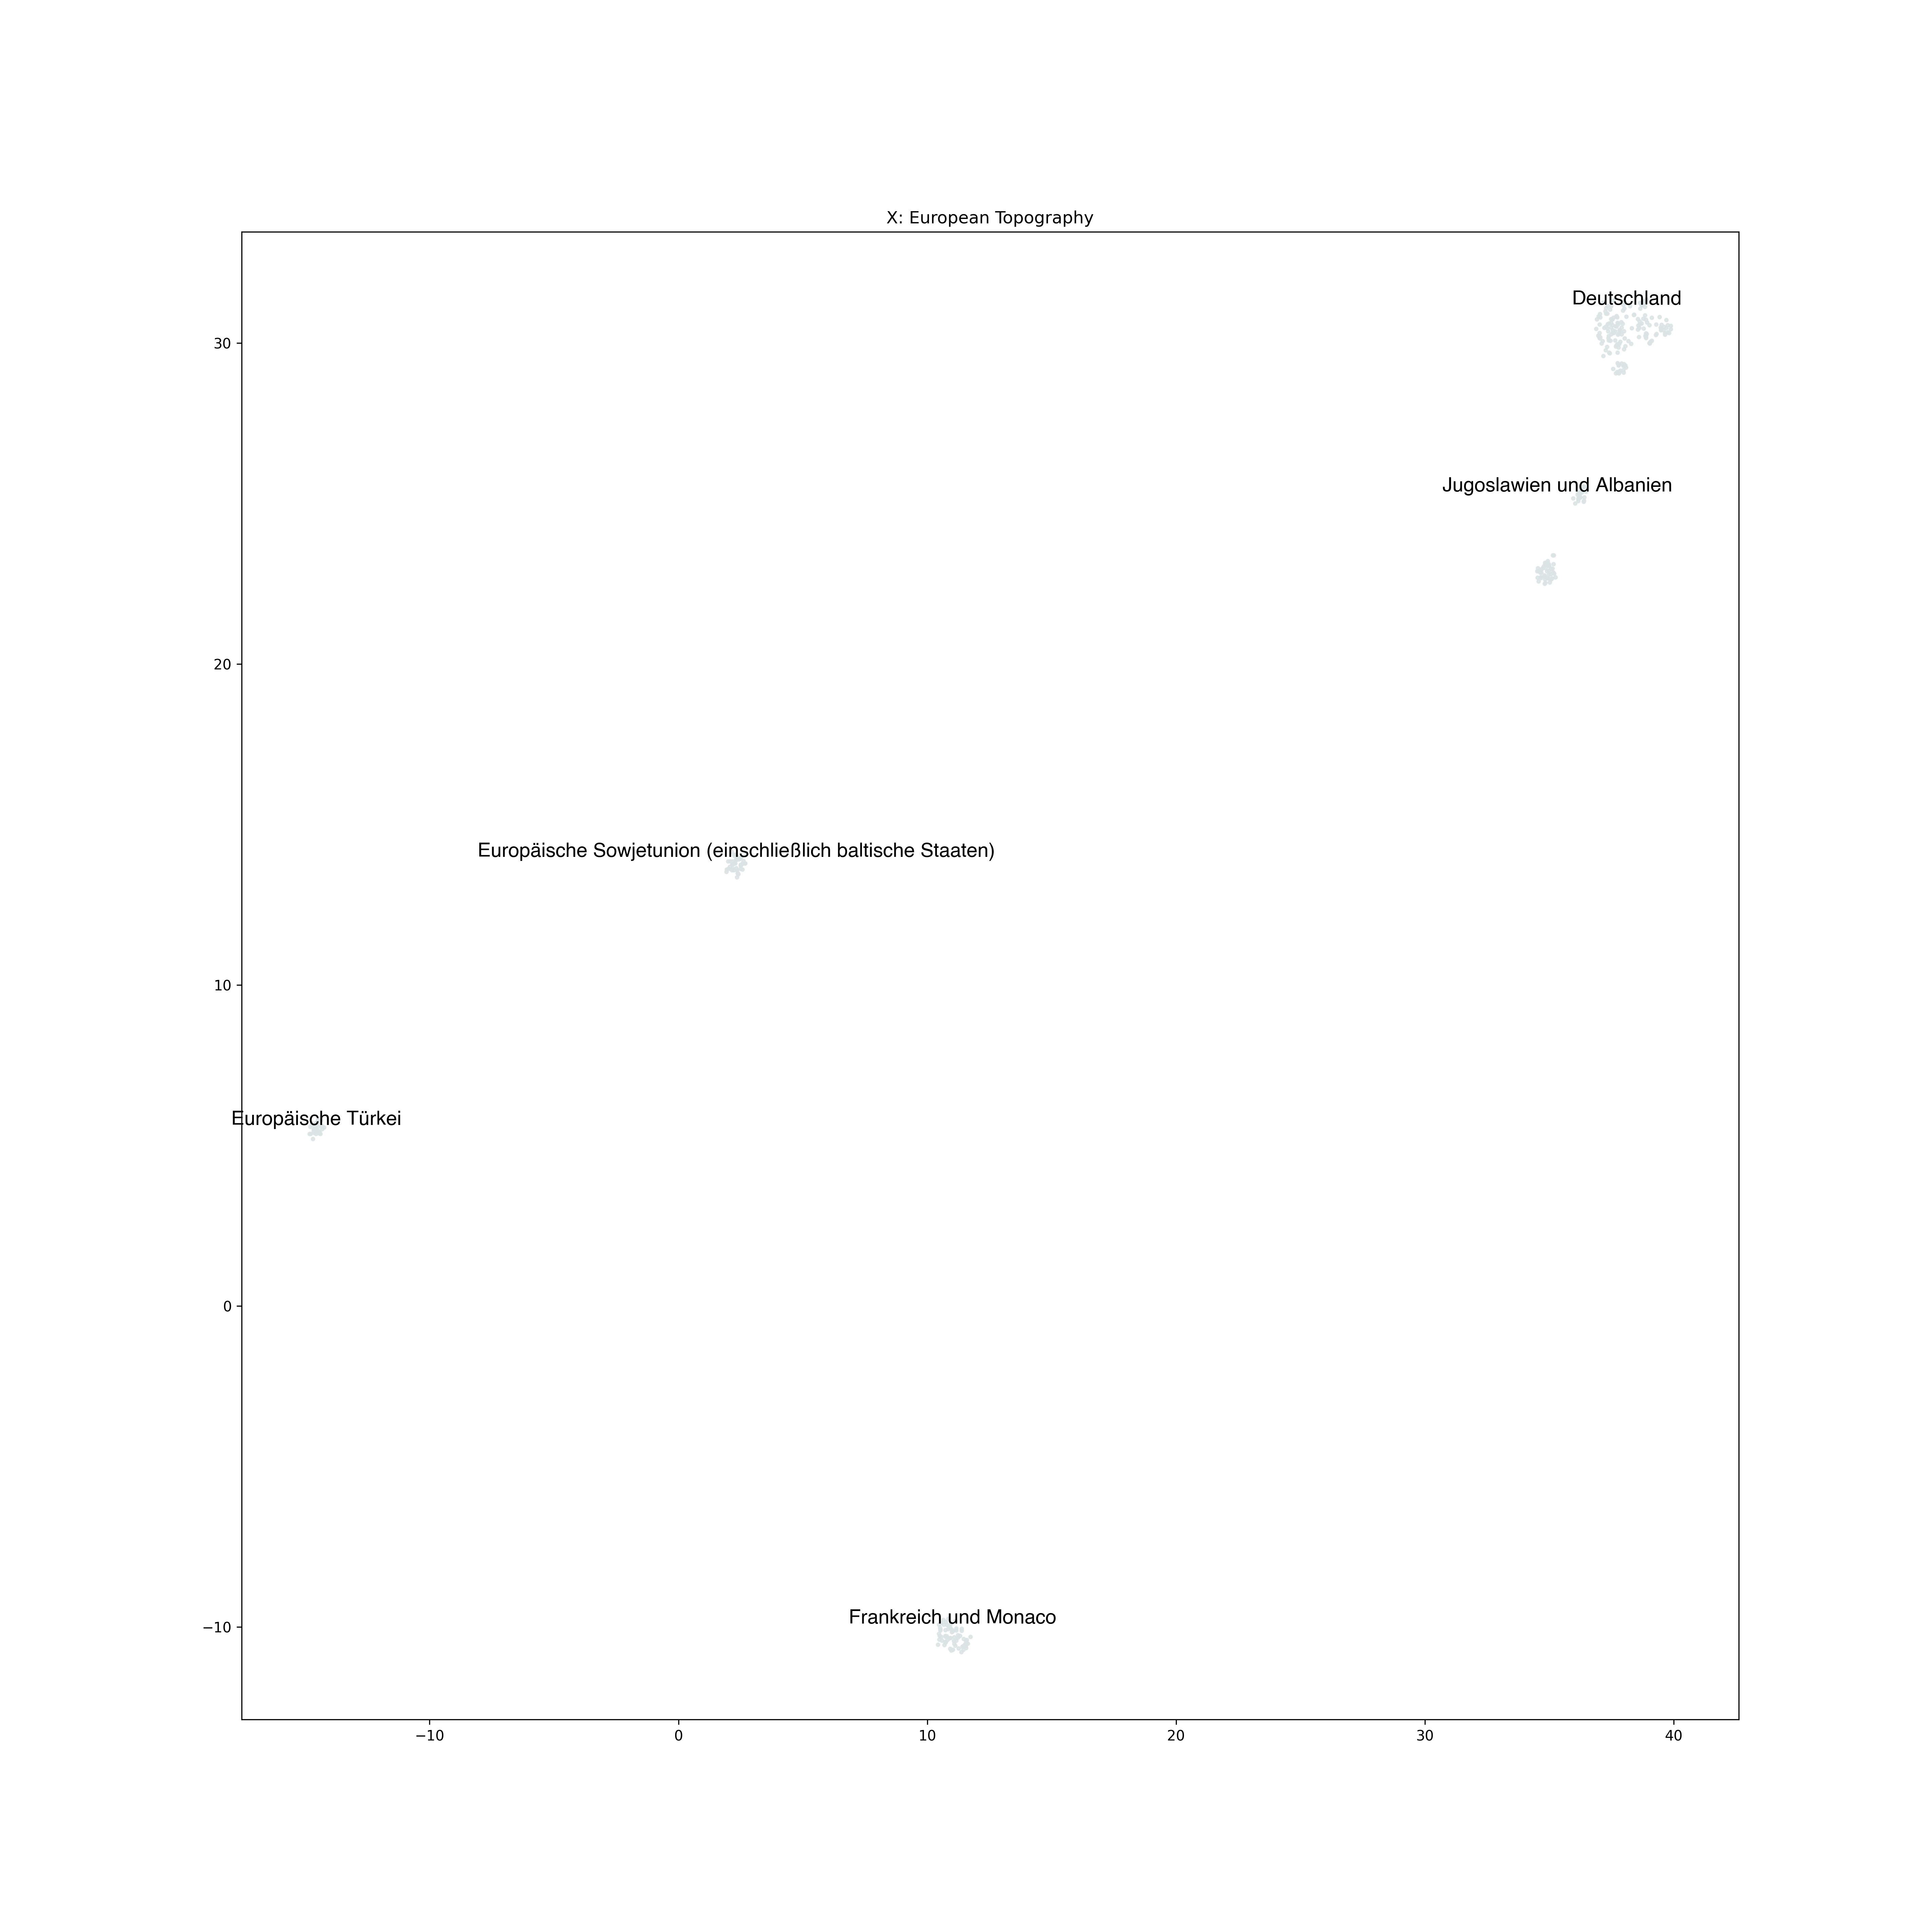 X: European Topography
Deutschland
30
Jugoslawien und Albanien
20
Europäische Sowjetunion (einschließlich baltische Staaten)
10
Europäische Türkei
0
Frankreich und Monaco
−10
−10 0 10 20 30 40